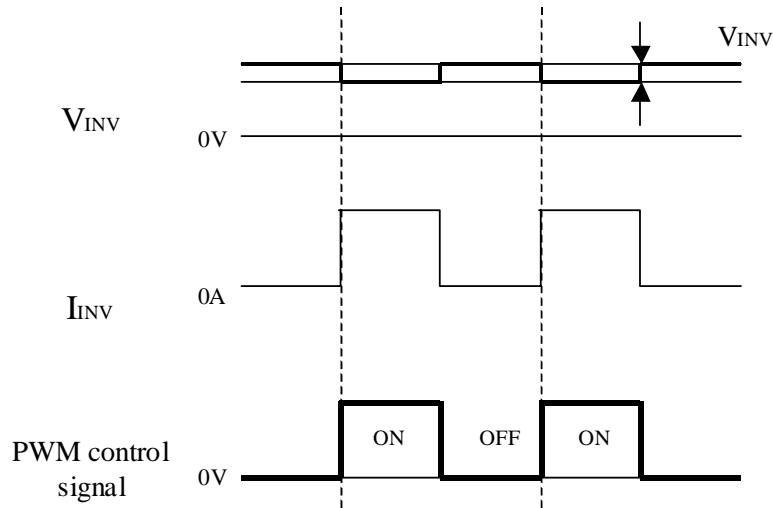 VINV
VINV
0V
0A
IINV
ON
OFF
ON
PWM control
signal
0V